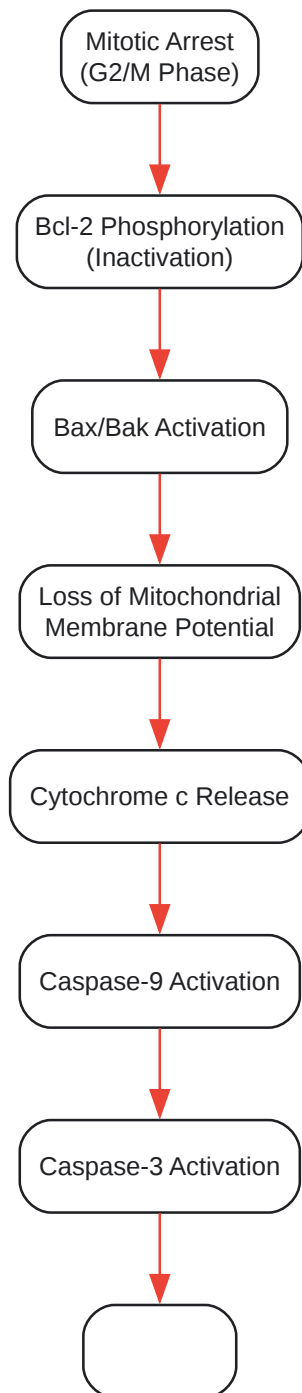 Mitotic Arrest
(G2/M Phase)
Bcl-2 Phosphorylation
(Inactivation)
Bax/Bak Activation
Loss of Mitochondrial
Membrane Potential
Cytochrome c Release
Caspase-9 Activation
Caspase-3 Activation